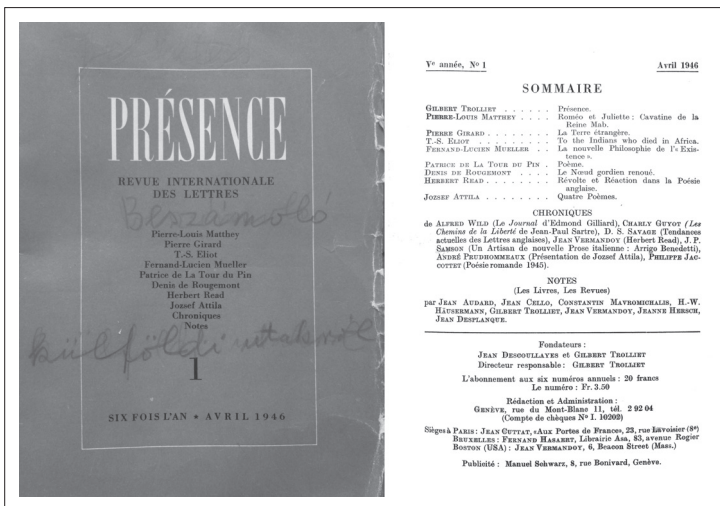 PRÉSENCE
REVUE INTERNATIONALE
DES LETTRES
Beszámoló
Pierre-Louis Matthey
Pierre Girard
T.-S. Eliot
Fernand-Lucien Mueller
Patrice de La Tour du Pin
Denis de Rougemont
Herbert Read
Jozsef Attila
Chroniques
Notes
külföldi utakról
1
SIX FOIS L'AN • AVRIL 1946
Ve année, No 1 Avril 1946
SOMMAIRE
GILBERT TROLLIET . . . . . . Présence.
PIERRE-LOUIS MATTHEY . . . . Roméo et Juliette : Cavatine de la
Reine Mab.
PIERRE GIRARD . . . . . . . . La Terre étrangère.
T.-S. ELIOT . . . . . . . . . To the Indians who died in Africa.
FERNAND-LUCIEN MUELLER . . La nouvelle Philosophie de l'« Exis-
tence ».
PATRICE DE LA TOUR DU PIN . Poème.
DENIS DE ROUGEMONT . . . . Le Nœud gordien renoué.
HERBERT READ . . . . . . . . Révolte et Réaction dans la Poésie
anglaise.
JOZSEF ATTILA . . . . . . . Quatre Poèmes.
CHRONIQUES
de ALFRED WILD (Le Journal d'Edmond Gilliard), CHARLY GUYOT (Les
Chemins de la Liberté de Jean-Paul Sartre), D. S. SAVAGE (Tendances
actuelles des Lettres anglaises), JEAN VERMANDOY (Herbert Read), J. P.
SAMSON (Un Artisan de nouvelle Prose italienne : Arrigo Benedetti),
ANDRÉ PRUDHOMMEAUX (Présentation de Jozsef Attila), PHILIPPE JAC-
COTTET (Poésie romande 1945).
NOTES
(Les Livres, Les Revues)
par JEAN AUDARD, JEAN CELLO, CONSTANTIN MAVROMICHALIS, H.-W.
HÄUSERMANN, GILBERT TROLLIET, JEAN VERMANDOY, JEANNE HERSCH,
JEAN DESPLANQUE.
Fondateurs :
JEAN DESCOULLAYES et GILBERT TROLLIET
Directeur responsable : GILBERT TROLLIET
L'abonnement aux six numéros annuels : 20 francs
Le numéro : Fr. 3.50
Rédaction et Administration :
GENÈVE, rue du Mont-Blanc 11, tél. 2 92 04
(Compte de chèques No I. 10202)
Sièges à PARIS : JEAN CUTTAT, «Aux Portes de France», 23, rue Lavoisier (8e)
BRUXELLES : FERNAND HASAERT, Librairie Asa, 83, avenue Rogier
BOSTON (USA) : JEAN VERMANDOY, 6, Beacon Street (Mass.)
Publicité : Manuel Schwarz, 8, rue Bonivard, Genève.